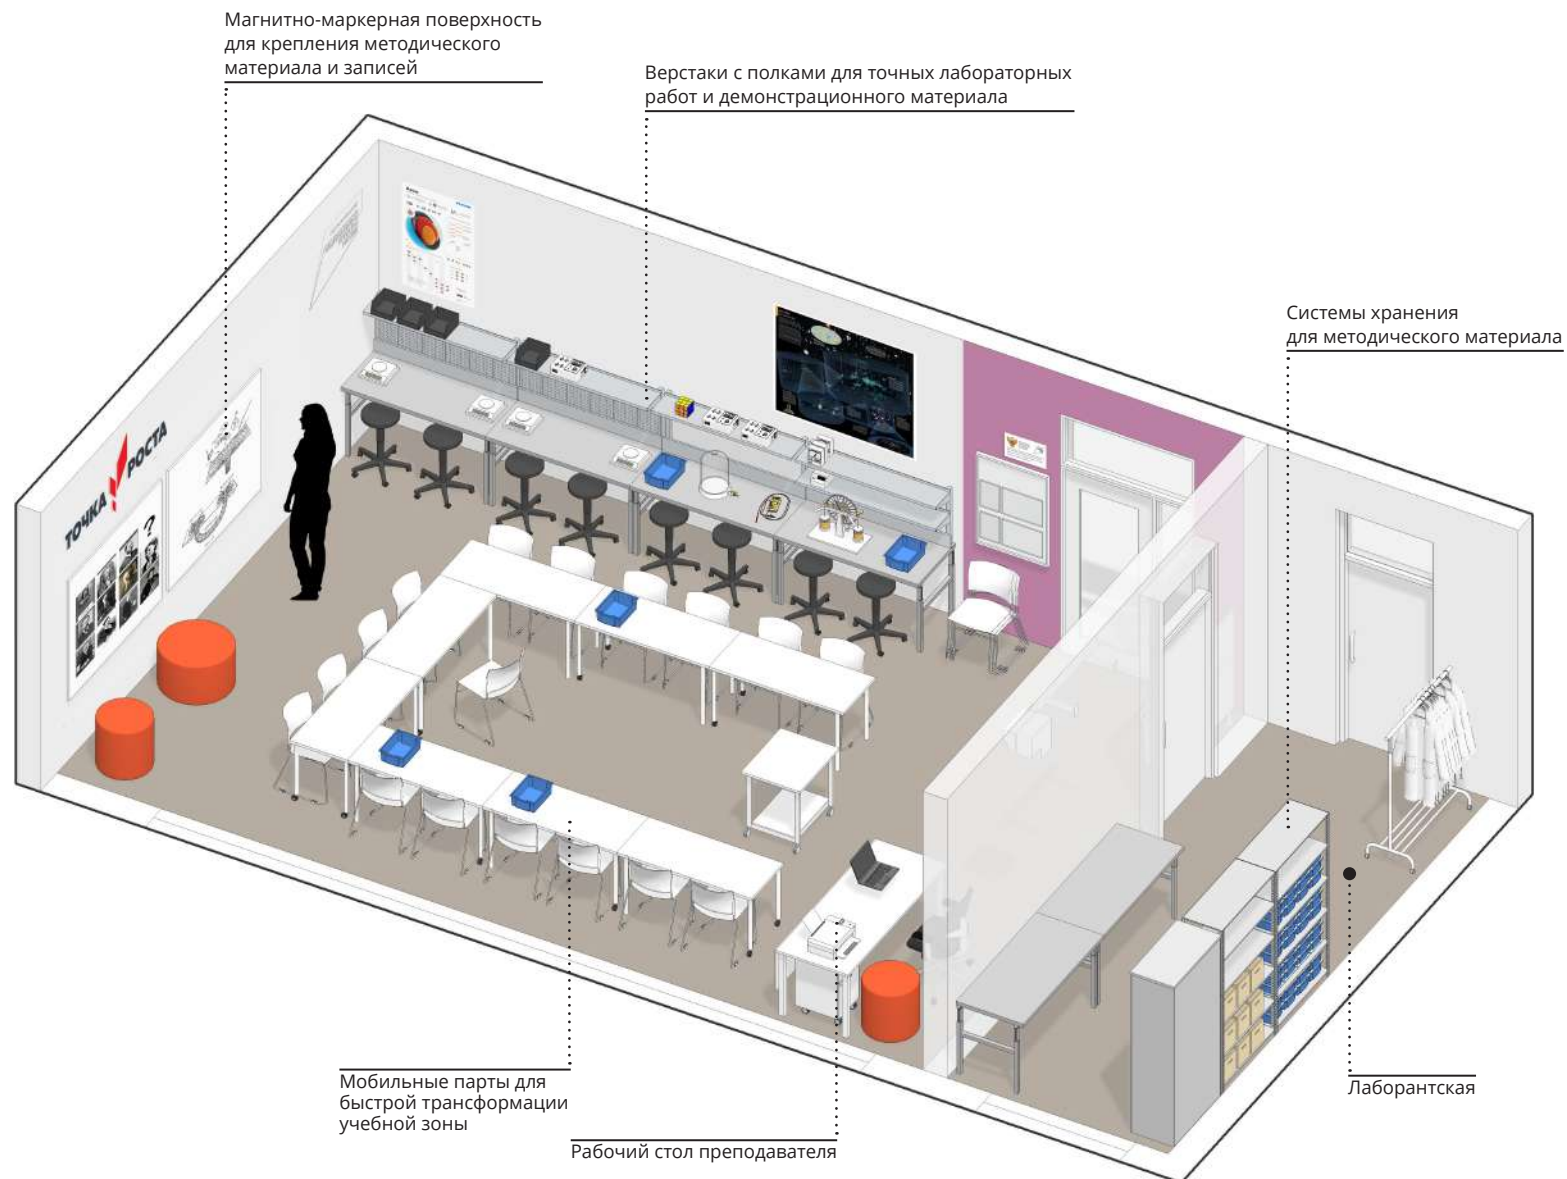 Магнитно-маркерная поверхность
для крепления методического
материала и записей
Верстаки с полками для точных лабораторных
работ и демонстрационного материала
Системы хранения
для методического материала
ТОЧКА РОСТА
?
Мобильные парты для
быстрой трансформации
учебной зоны
Рабочий стол преподавателя
Лаборантская